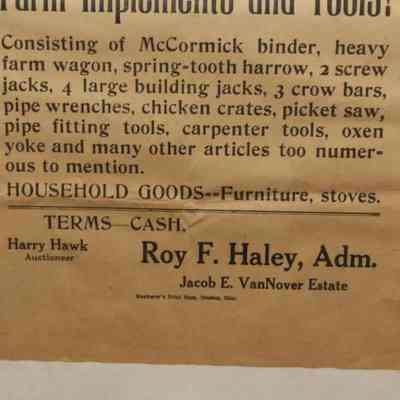 Farm Implements and Tools!
Consisting of McCormick binder, heavy
farm wagon, spring-tooth harrow, 2 screw
jacks, 4 large building jacks, 3 crow bars,
pipe wrenches, chicken crates, picket saw,
pipe fitting tools, carpenter tools, oxen
yoke and many other articles too numer-
ous to mention.
HOUSEHOLD GOODS--Furniture, stoves.
TERMS--CASH.
Harry Hawk
Auctioneer
Roy F. Haley, Adm.
Jacob E. VanNover Estate